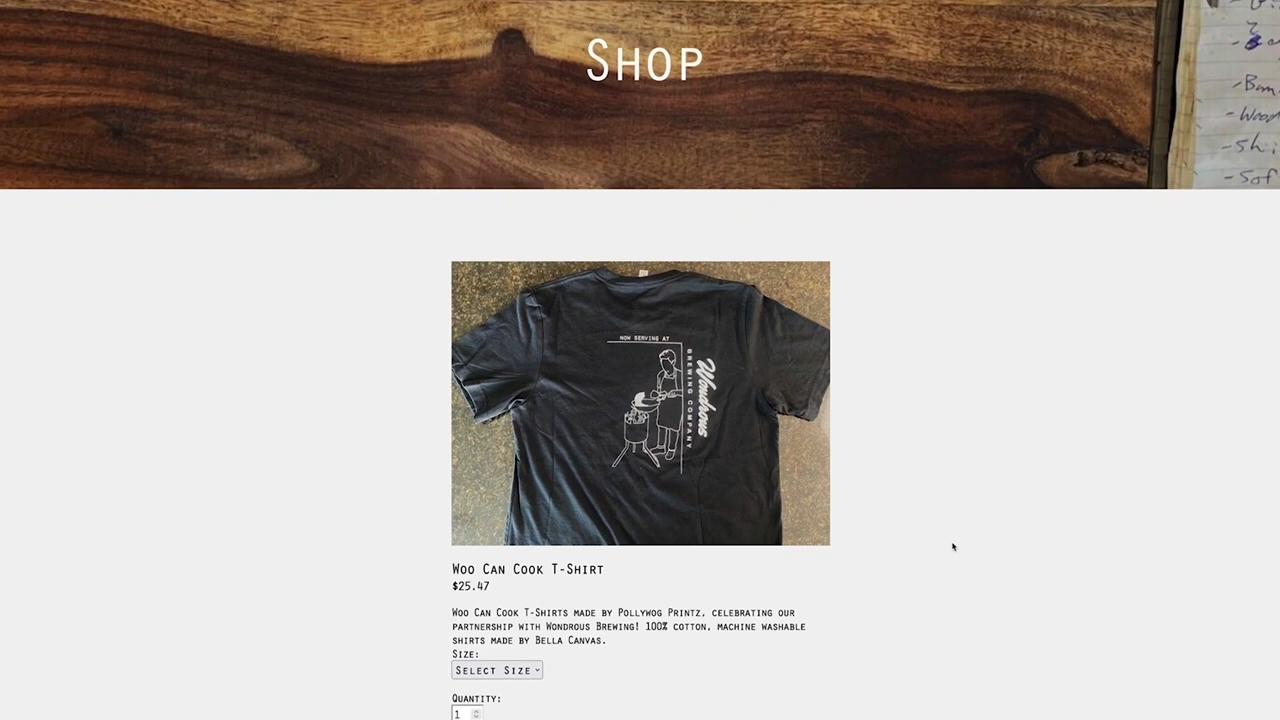 Shop
NOW SERVING AT
Wondrous
BREWING COMPANY
Woo Can Cook T-Shirt
$25.47
Woo Can Cook T-Shirts made by Pollywog Printz, celebrating our
partnership with Wondrous Brewing! 100% cotton, machine washable
shirts made by Bella Canvas.
Size:
Select Size
Quantity:
1